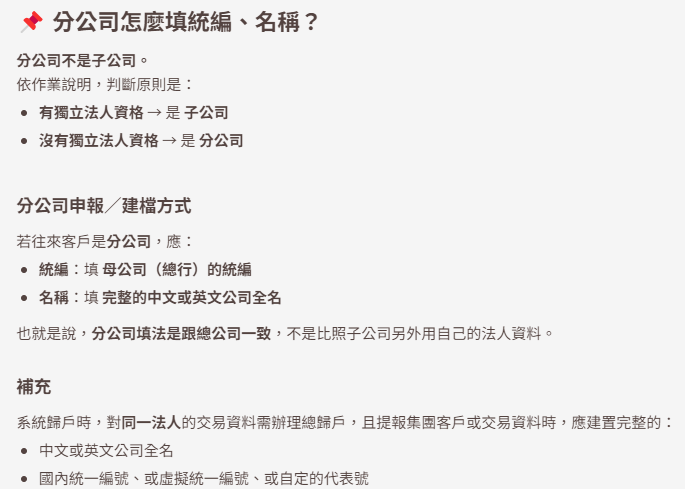 📌 分公司怎麼填統編、名稱？
分公司不是子公司。
依作業說明，判斷原則是：
• 有獨立法人資格 → 是 子公司
• 沒有獨立法人資格 → 是 分公司
分公司申報／建檔方式
若往來客戶是分公司，應：
• 統編：填 母公司（總行）的統編
• 名稱：填 完整的中文或英文公司全名
也就是說，分公司填法是跟總公司一致，不是比照子公司另外用自己的法人資料。
補充
系統歸戶時，對同一法人的交易資料需辦理總歸戶，且提報集團客戶或交易資料時，應建置完整的：
• 中文或英文公司全名
• 國內統一編號、或虛擬統一編號、或自定的代表號